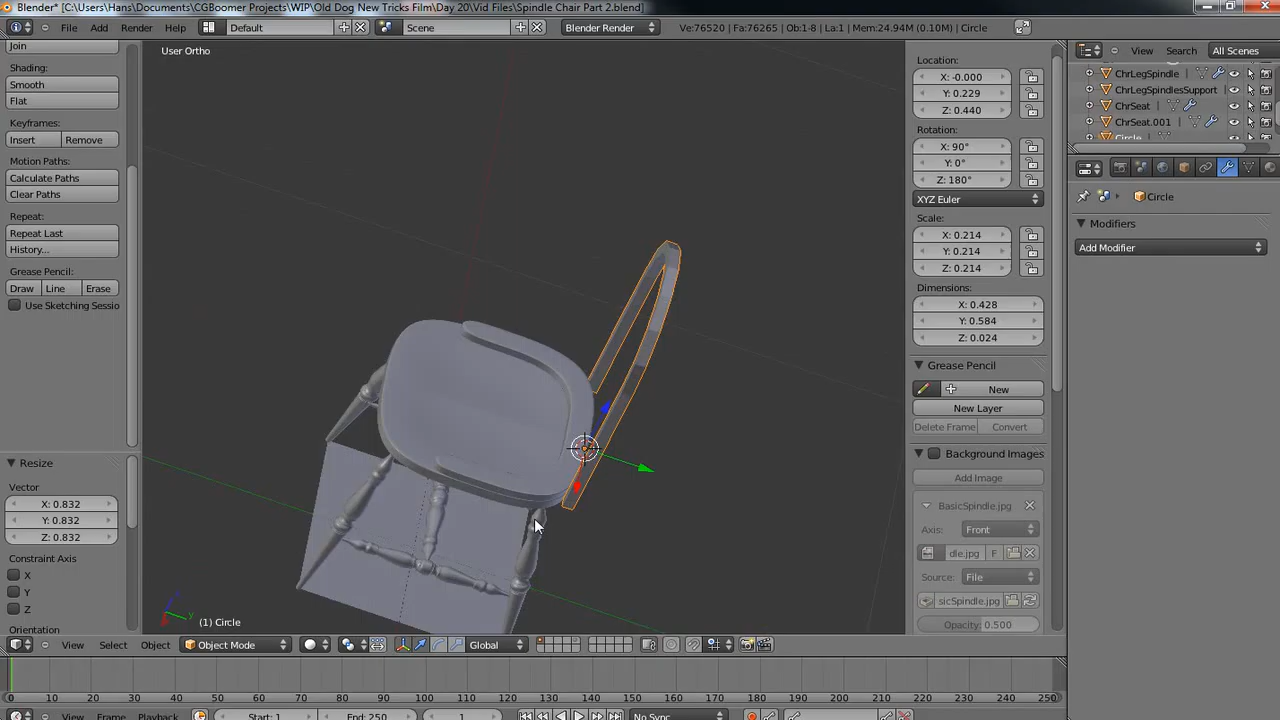 Blender* [C:\Users\Hans\Documents\CGBoomer Projects\WIP\Old Dog New Tricks Film\Day 20\Vid Files\Spindle Chair Part 2.blend]
File Add Render Help Default Scene Blender Render Ve:76520 | Fa:76265 | Ob:1-8 | La:1 | Mem:24.94M (0.10M) | Circle
View Search All Scenes
Join
Shading:
Smooth
Flat
Keyframes:
Insert Remove
Motion Paths:
Calculate Paths
Clear Paths
Repeat:
Repeat Last
History...
Grease Pencil:
Draw Line Erase
Use Sketching Sessio
Resize
Vector
X: 0.832
Y: 0.832
Z: 0.832
Constraint Axis
X
Y
Z
Orientation
User Ortho
y
(1) Circle
View Select Object Object Mode Global
Location:
X: -0.000
Y: 0.229
Z: 0.440
Rotation:
X: 90°
Y: 0°
Z: 180°
XYZ Euler
Scale:
X: 0.214
Y: 0.214
Z: 0.214
Dimensions:
X: 0.428
Y: 0.584
Z: 0.024
Grease Pencil
New
New Layer
Delete Frame Convert
Background Images
Add Image
BasicSpindle.jpg
Axis: Front
dle.jpg F
Source: File
sicSpindle.jpg
Opacity: 0.500
ChrLegSpindle
ChrLegSpindlesSupport
ChrSeat
ChrSeat.001
Circle
Circle
Modifiers
Add Modifier
0 10 20 30 40 50 60 70 80 90 100 110 120 130 140 150 160 170 180 190 200 210 220 230 240 250
View Frame Playback Start: 1 End: 250 1 No Sync